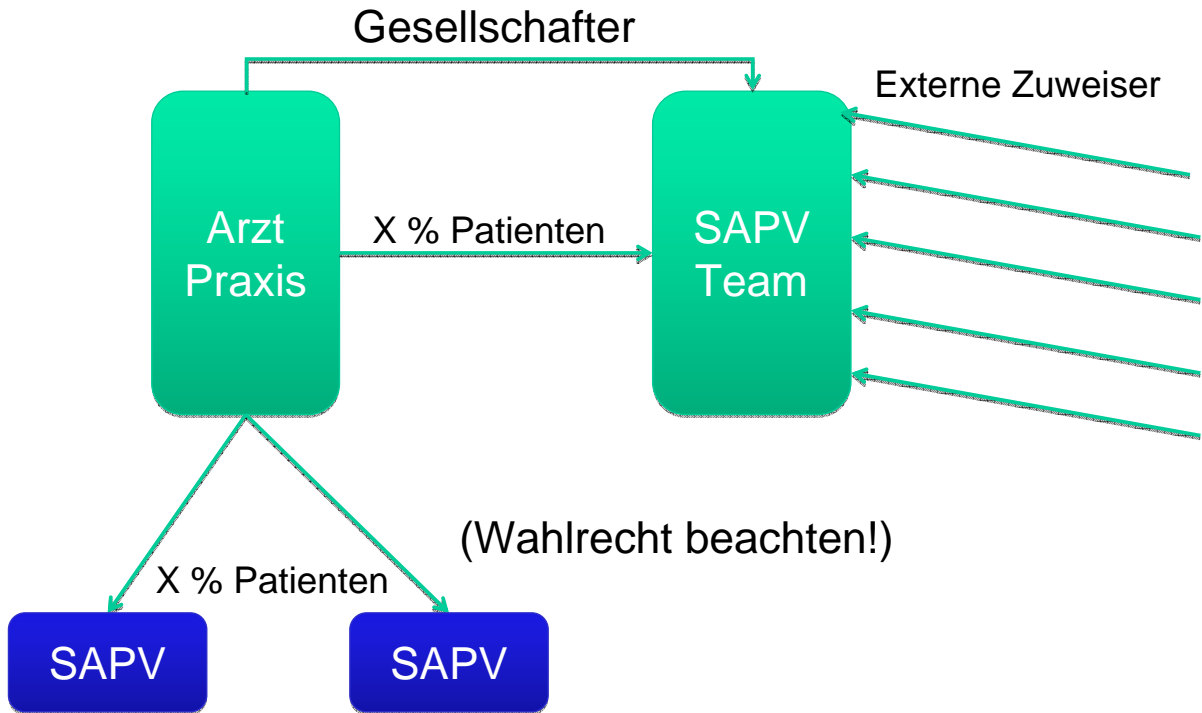 Gesellschafter
Externe Zuweiser
Arzt
Praxis
X % Patienten
SAPV
Team
(Wahlrecht beachten!)
X % Patienten
SAPV
SAPV